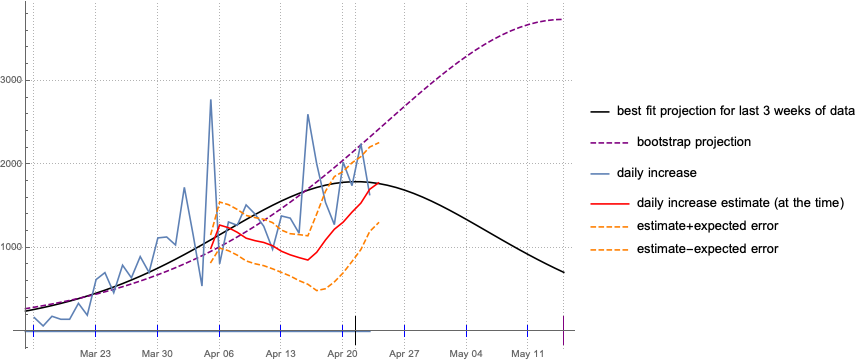 3000
2000
1000
Mar 23 Mar 30 Apr 06 Apr 13 Apr 20 Apr 27 May 04 May 11
best fit projection for last 3 weeks of data
bootstrap projection
daily increase
daily increase estimate (at the time)
estimate+expected error
estimate−expected error